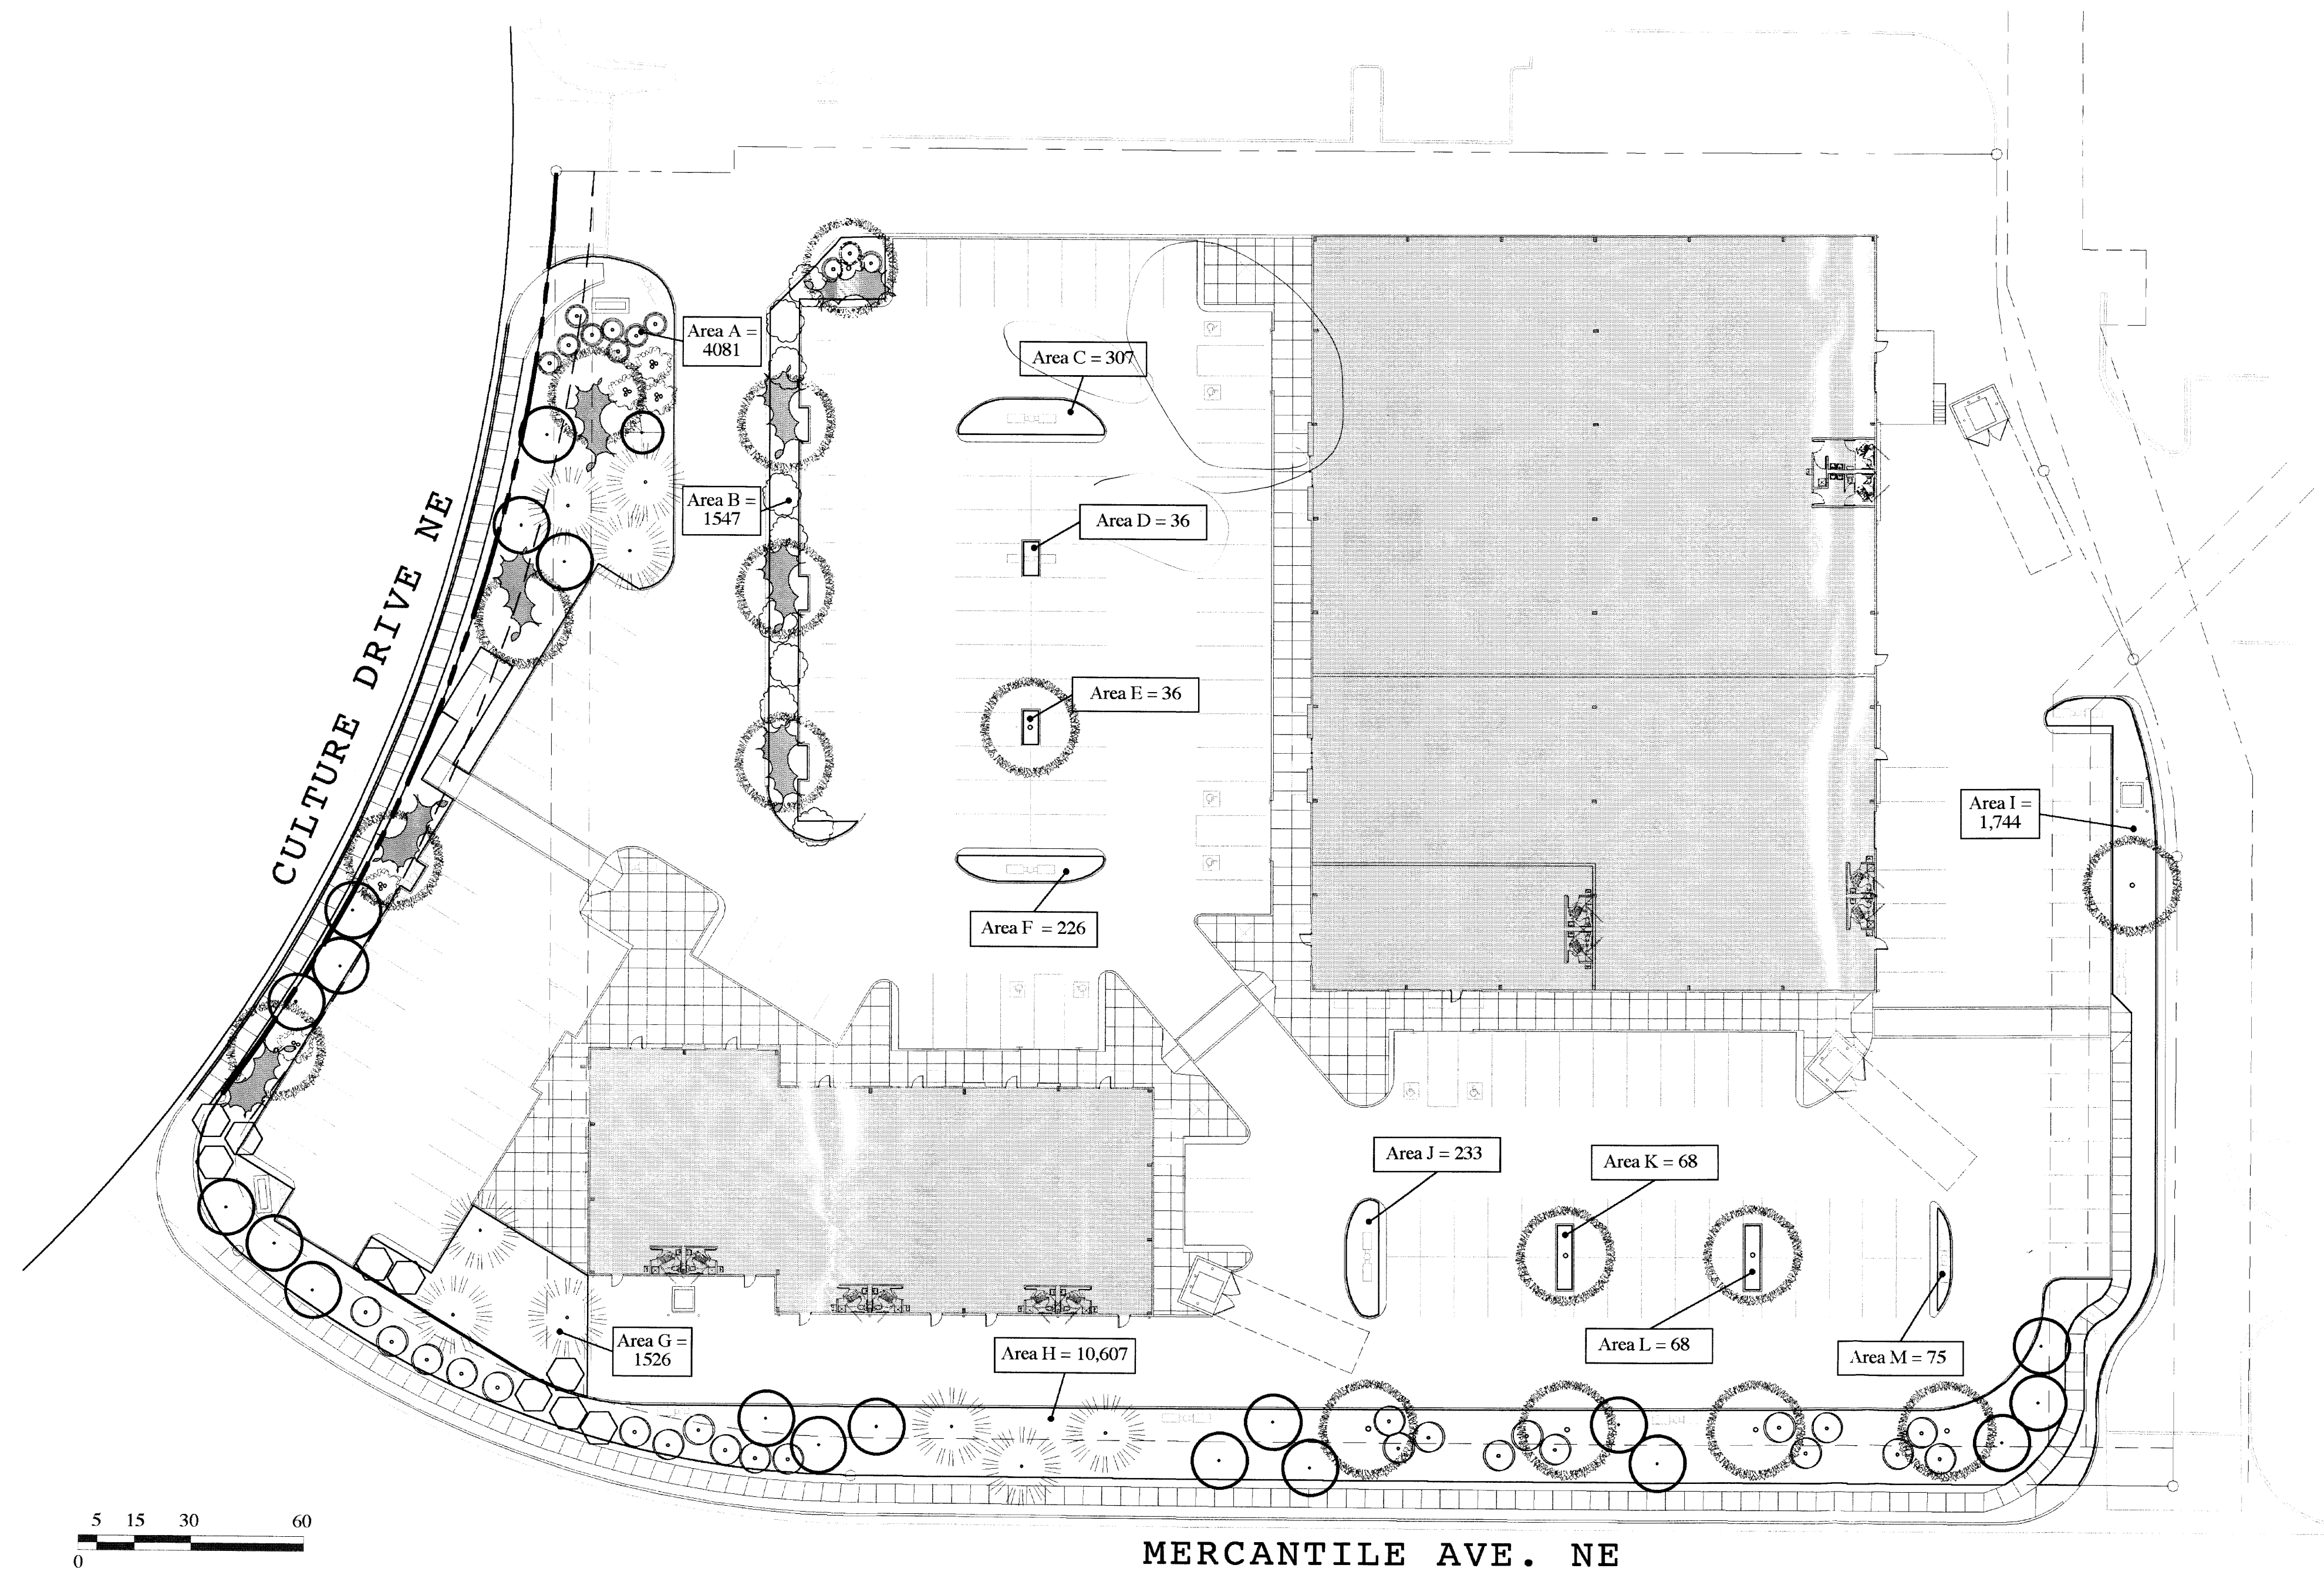 Area A =
4081
Area C = 307
Area B =
1547
Area D = 36
CULTURE DRIVE NE
Area E = 36
Area I =
1,744
Area F = 226
Area J = 233
Area K = 68
Area G =
1526
Area H = 10,607
Area L = 68
Area M = 75
5 15 30 60
0
MERCANTILE AVE. NE